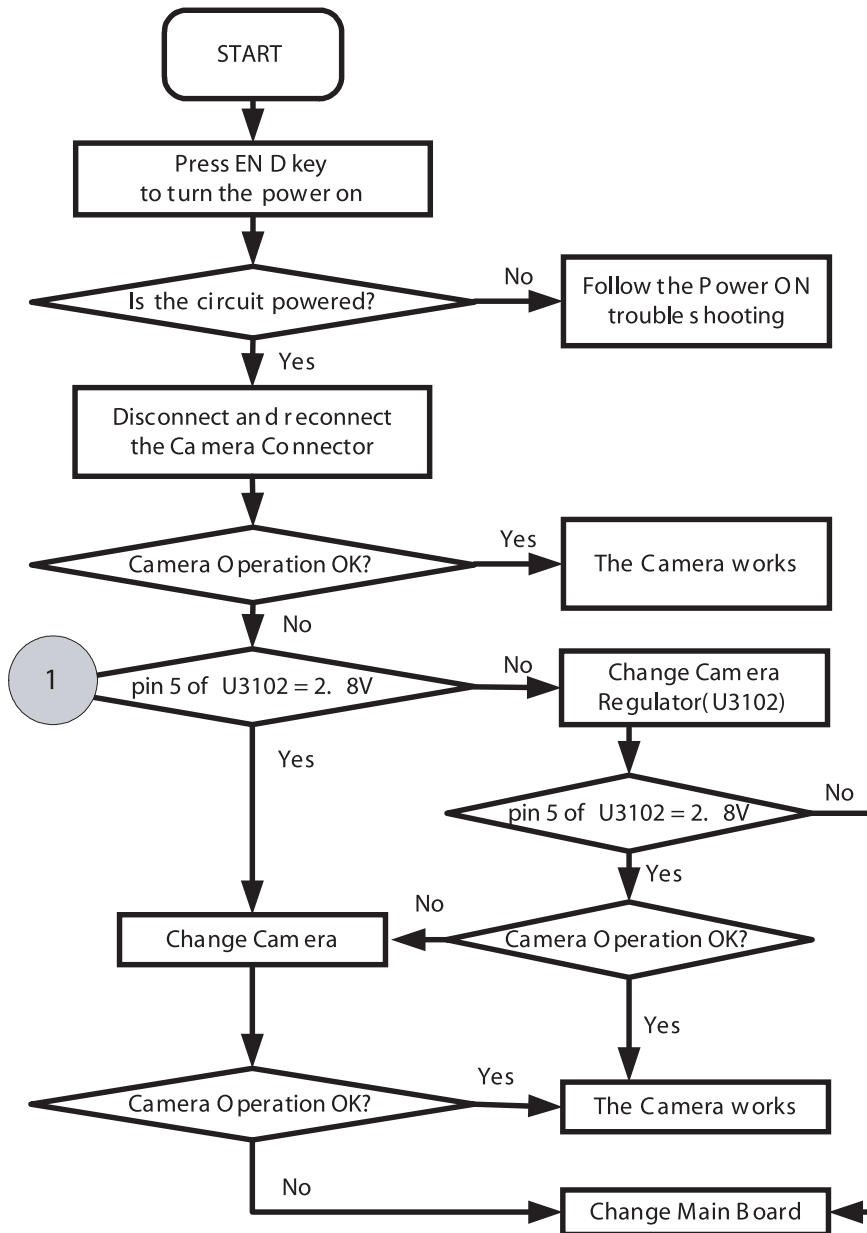 START
Press END key
to turn the power on
Is the circuit powered?
No
Follow the Power ON
trouble shooting
Yes
Disconnect and reconnect
the Camera Connector
Camera Operation OK?
Yes
The Camera works
No
1
pin 5 of U3102 = 2. 8V
No
Change Camera
Regulator(U3102)
Yes
pin 5 of U3102 = 2. 8V
No
Yes
Change Camera
No
Camera Operation OK?
Yes
Camera Operation OK?
Yes
The Camera works
No
Change Main Board